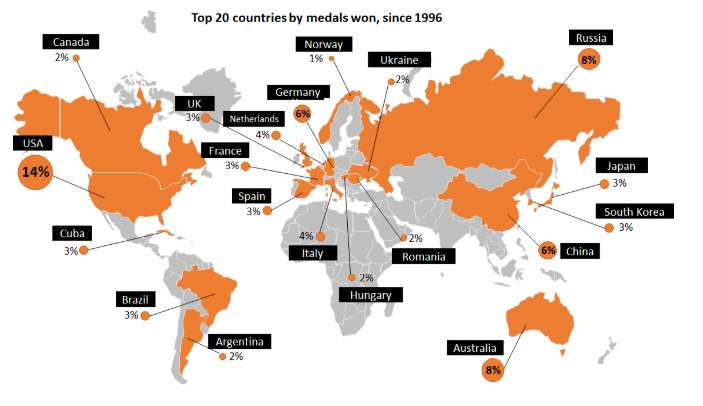 Top 20 countries by medals won, since 1996
Canada
2%
Norway
1%
Ukraine
2%
Russia
8%
UK
3%
Germany
6%
Netherlands
4%
USA
14%
France
3%
Spain
3%
Japan
3%
South Korea
3%
Cuba
3%
4%
Italy
2%
Romania
6%
China
2%
Hungary
Brazil
3%
Argentina
2%
Australia
8%